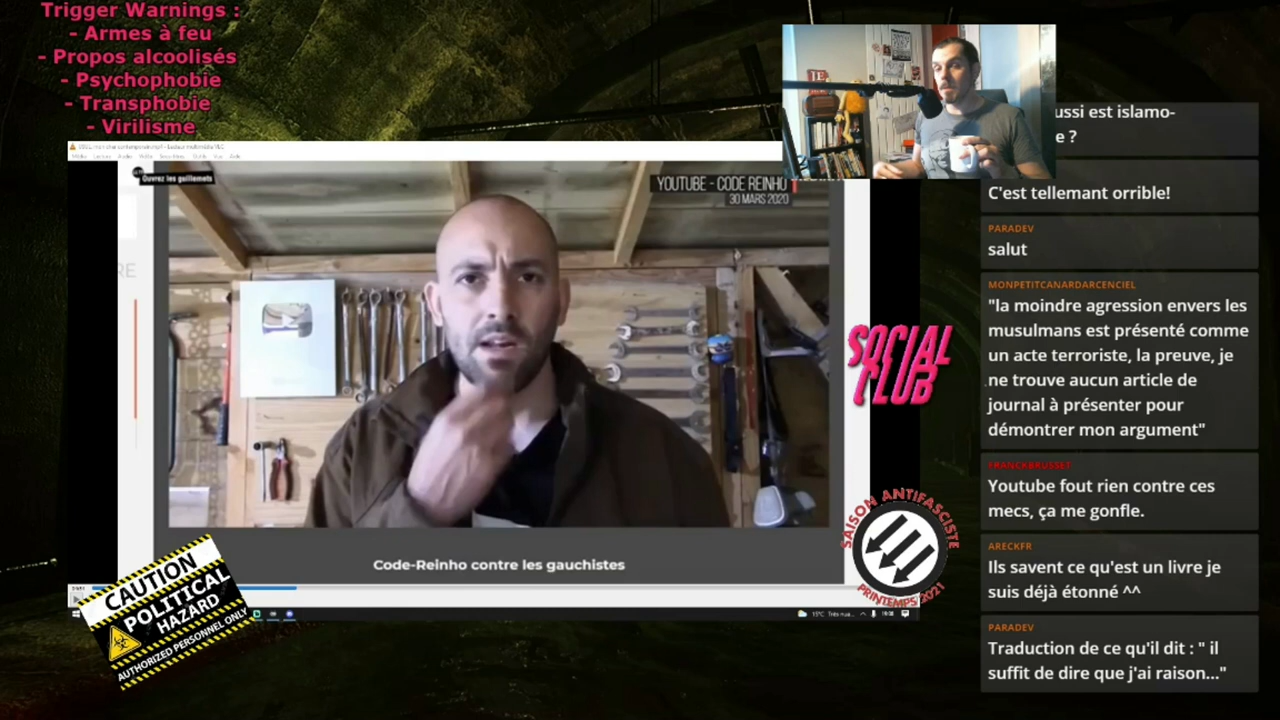 Trigger Warnings :
- Armes à feu
- Propos alcoolisés
- Psychophobie
- Transphobie
- Virilisme
Ouvrez les guillemets
YOUTUBE - CODE REINHO
30 MARS 2020
RE
Code-Reinho contre les gauchistes
CAUTION
POLITICAL
HAZARD
AUTHORIZED PERSONNEL ONLY
SOCIAL
CLUB
SAISON ANTIFASCISTE
PRINTEMPS 2021
ussi est islamo-
e ?
C'est tellemant orrible!
PARADEV
salut
MONPETITCANARDARCENCIEL
"la moindre agression envers les
musulmans est présenté comme
un acte terroriste, la preuve, je
ne trouve aucun article de
journal à présenter pour
démontrer mon argument"
FRANCKBRUSSET
Youtube fout rien contre ces
mecs, ça me gonfle.
ARECKFR
Ils savent ce qu'est un livre je
suis déjà étonné ^^
PARADEV
Traduction de ce qu'il dit : " il
suffit de dire que j'ai raison..."